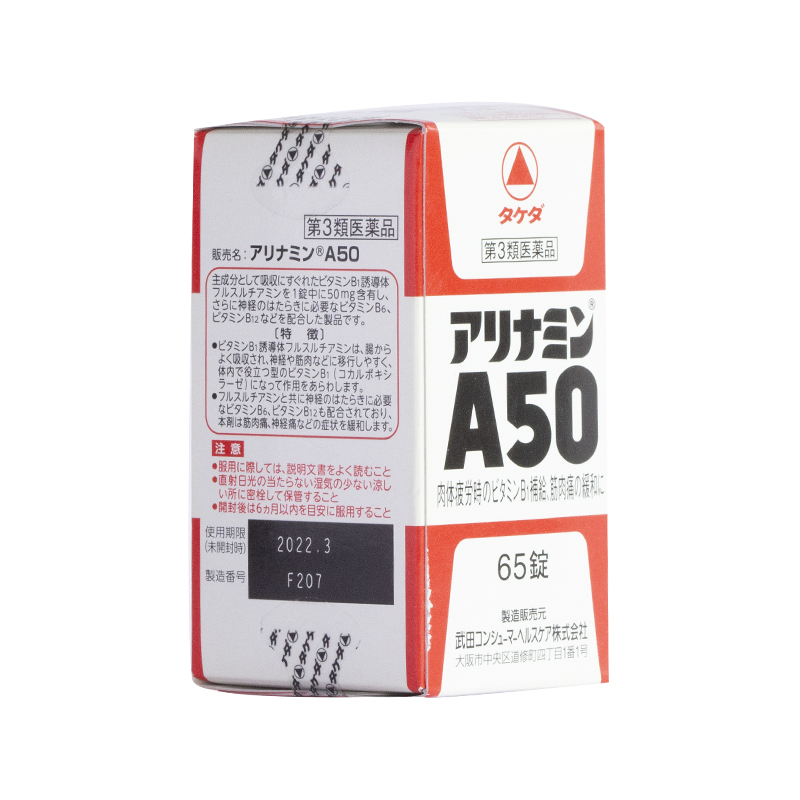 第3類医薬品
販売名：アリナミン®A50
主成分として吸収にすぐれたビタミンB1誘導体
フルスルチアミンを1錠中に50mg含有し、
さらに神経のはたらきに必要なビタミンB6、
ビタミンB12などを配合した製品です。
〔特 徴〕
●ビタミンB1誘導体フルスルチアミンは、腸から
よく吸収され、神経や筋肉などに移行しやすく、
体内で役立つ型のビタミンB1（コカルボキシ
ラーゼ）になって作用をあらわします。
●フルスルチアミンと共に神経のはたらきに必要
なビタミンB6、ビタミンB12も配合されており、
本剤は筋肉痛、神経痛などの症状を緩和します。
注意
●服用に際しては、説明文書をよく読むこと
●直射日光の当たらない湿気の少ない涼し
い所に密栓して保管すること
●開封後は6ヵ月以内を目安に服用すること
使用期限
(未開封時)
2022.3
製造番号
F207
タケダ
第3類医薬品
アリナミン®
A50
肉体疲労時のビタミンB1補給、筋肉痛の緩和に
65錠
製造販売元
武田コンシューマーヘルスケア株式会社
大阪市中央区道修町四丁目1番1号